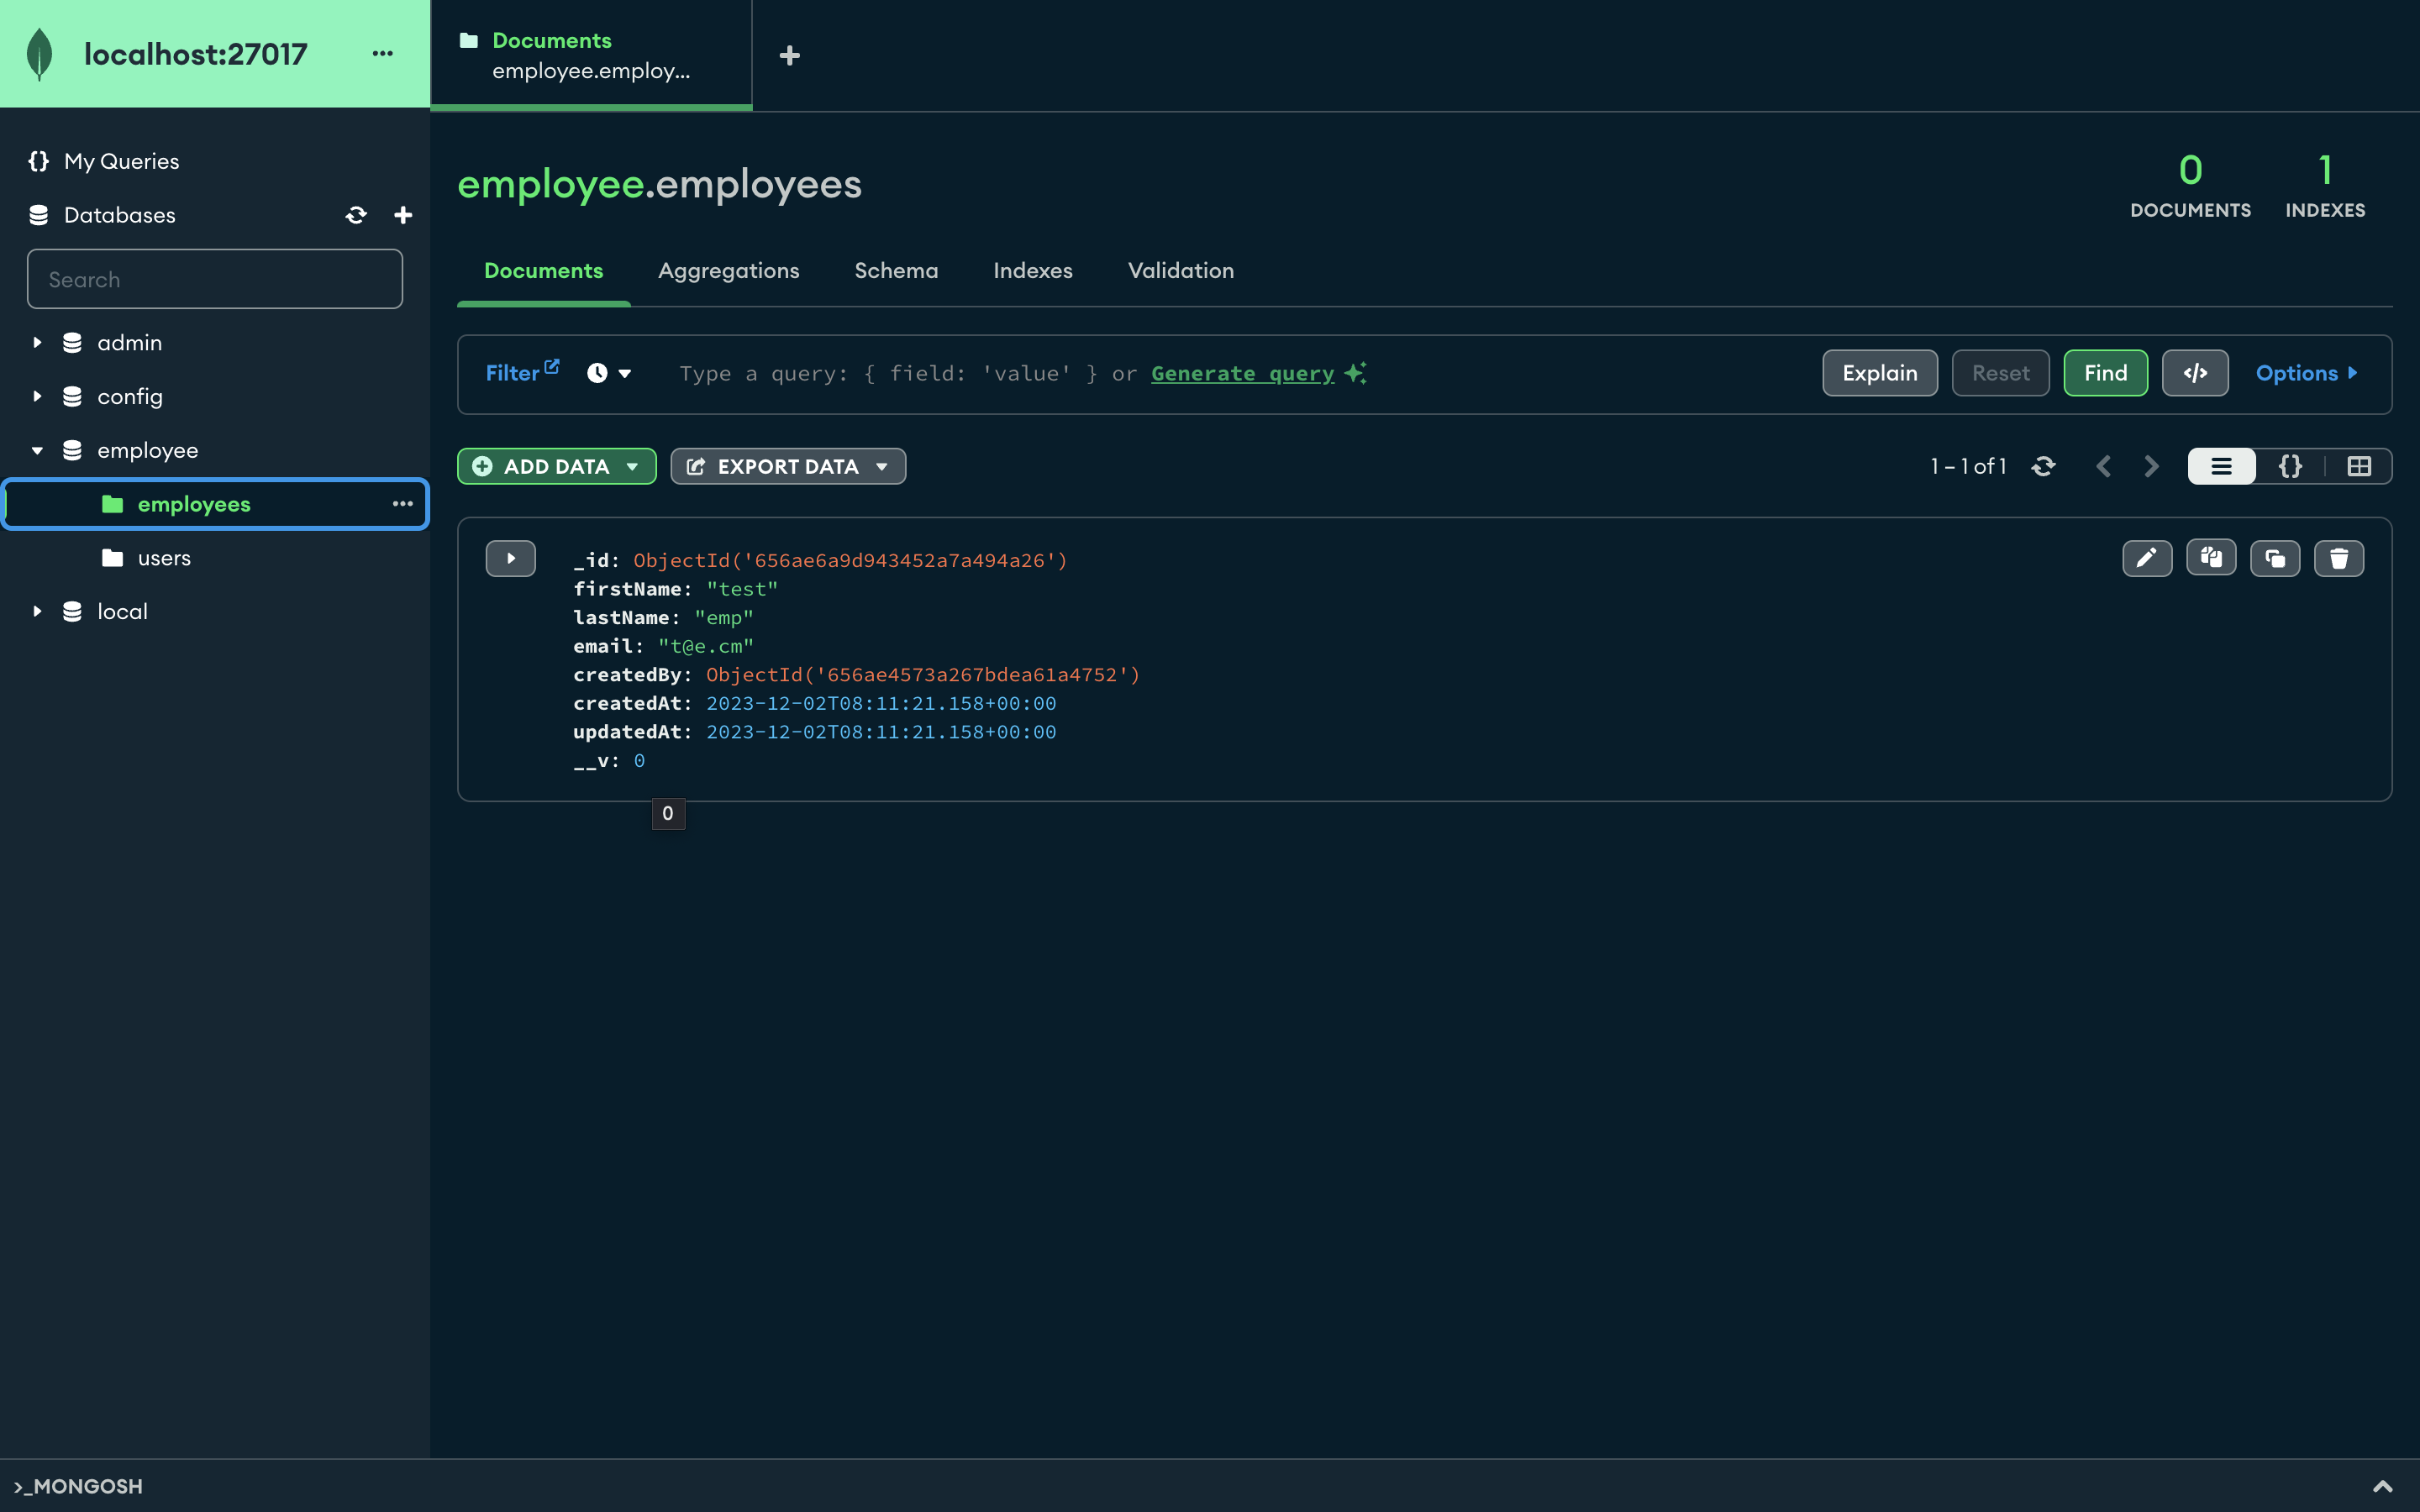 localhost:27017
My Queries
Databases
Search
admin
config
employee
employees
users
local
Documents
employee.employ...
employee.employees
0
DOCUMENTS
1
INDEXES
Documents Aggregations Schema Indexes Validation
Filter Type a query: { field: 'value' } or Generate query Explain Reset Find </> Options
ADD DATA EXPORT DATA 1 – 1 of 1 {}
_id: ObjectId('656ae6a9d943452a7a494a26')
firstName: "test"
lastName: "emp"
email: "t@e.cm"
createdBy: ObjectId('656ae4573a267bdea61a4752')
createdAt: 2023-12-02T08:11:21.158+00:00
updatedAt: 2023-12-02T08:11:21.158+00:00
__v: 0
0
>_MONGOSH